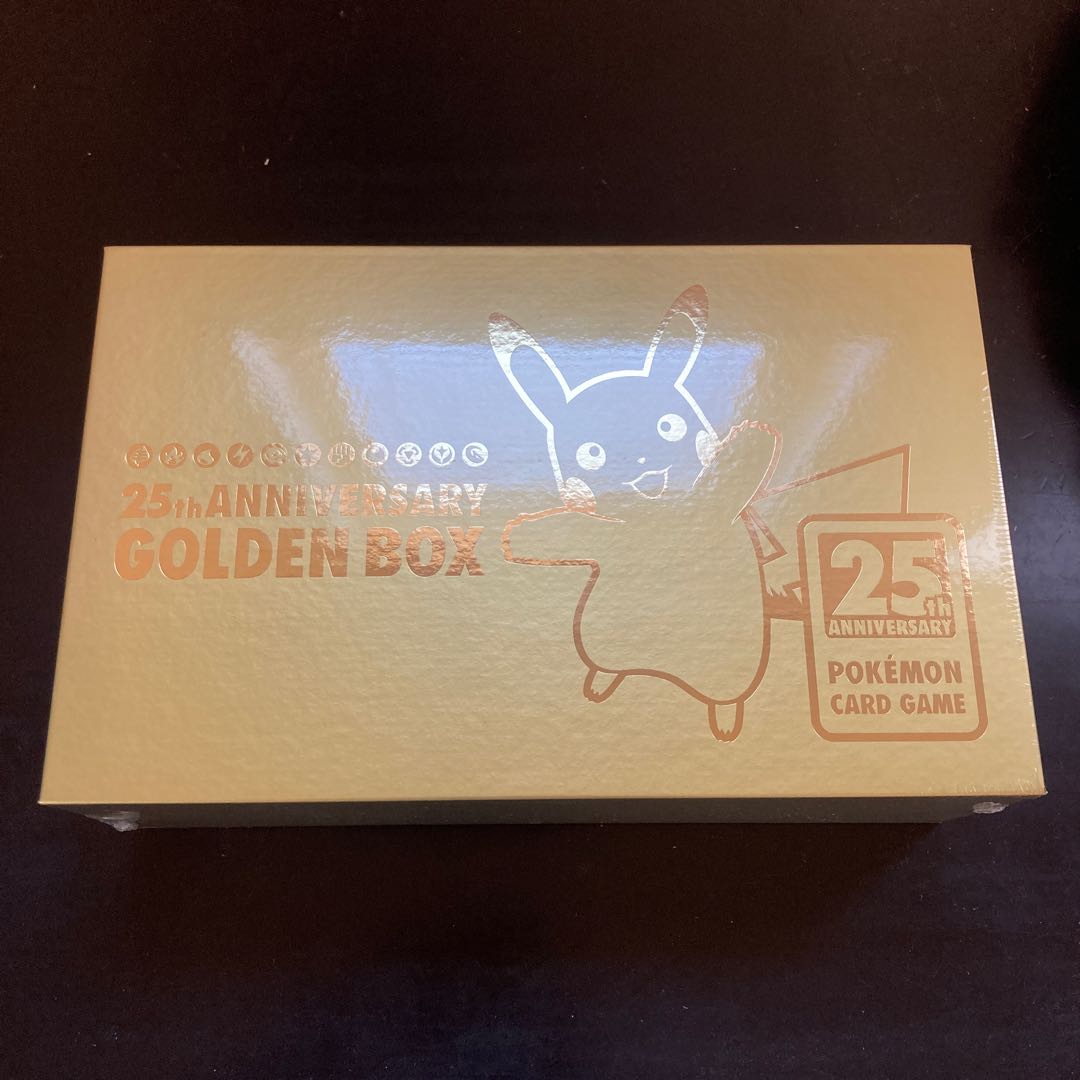 25th ANNIVERSARY
GOLDEN BOX
25th
ANNIVERSARY
POKÉMON
CARD GAME